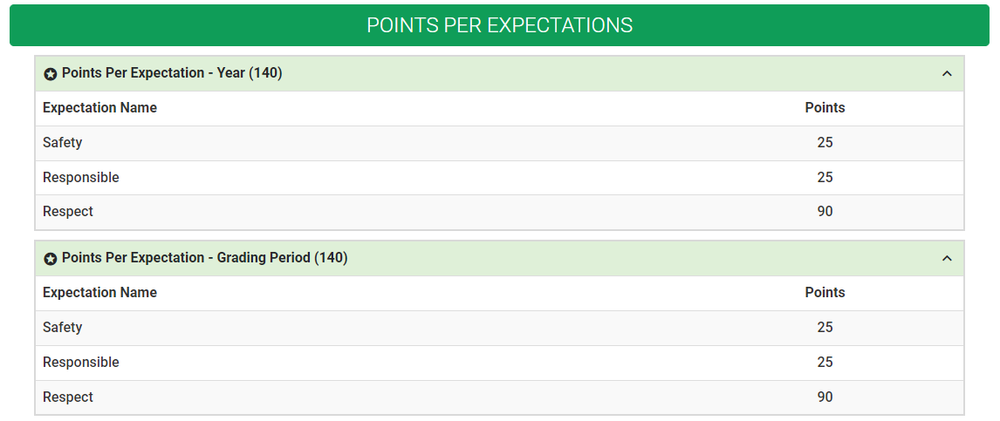 POINTS PER EXPECTATIONS
Points Per Expectation - Year (140)
Expectation Name Points
Safety 25
Responsible 25
Respect 90
Points Per Expectation - Grading Period (140)
Expectation Name Points
Safety 25
Responsible 25
Respect 90